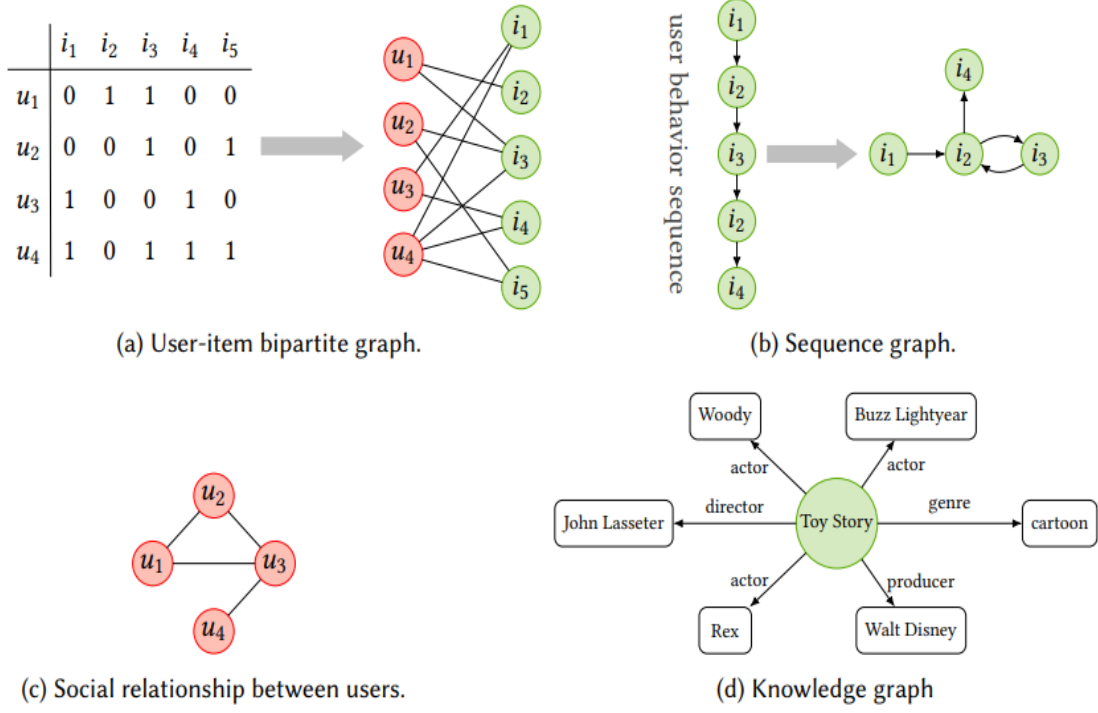 i1 i2 i3 i4 i5
u1 0 1 1 0 0
u2 0 0 1 0 1
u3 1 0 0 1 0
u4 1 0 1 1 1
u1
u2
u3
u4
i1
i2
i3
i4
i5
(a) User-item bipartite graph.
user behavior sequence
i1
i2
i3
i2
i4
i4
i1 i2 i3
(b) Sequence graph.
u2
u1 u3
u4
(c) Social relationship between users.
Woody
Buzz Lightyear
actor
actor
John Lasseter
director
Toy Story
genre
cartoon
actor
producer
Rex
Walt Disney
(d) Knowledge graph